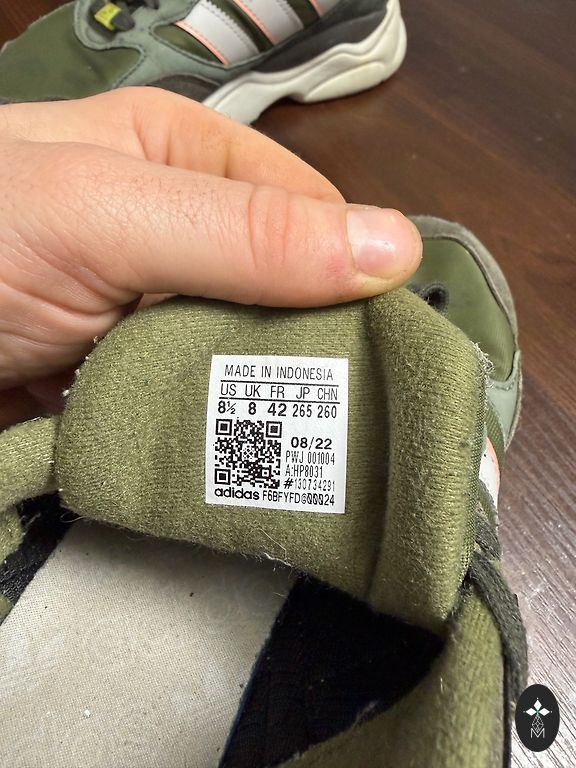 MADE IN INDONESIA
US UK FR JP CHN
8½ 8 42 265 260
08/22
PWJ 001004
A:HP8031
#130734291
adidas F6BFYFD
M